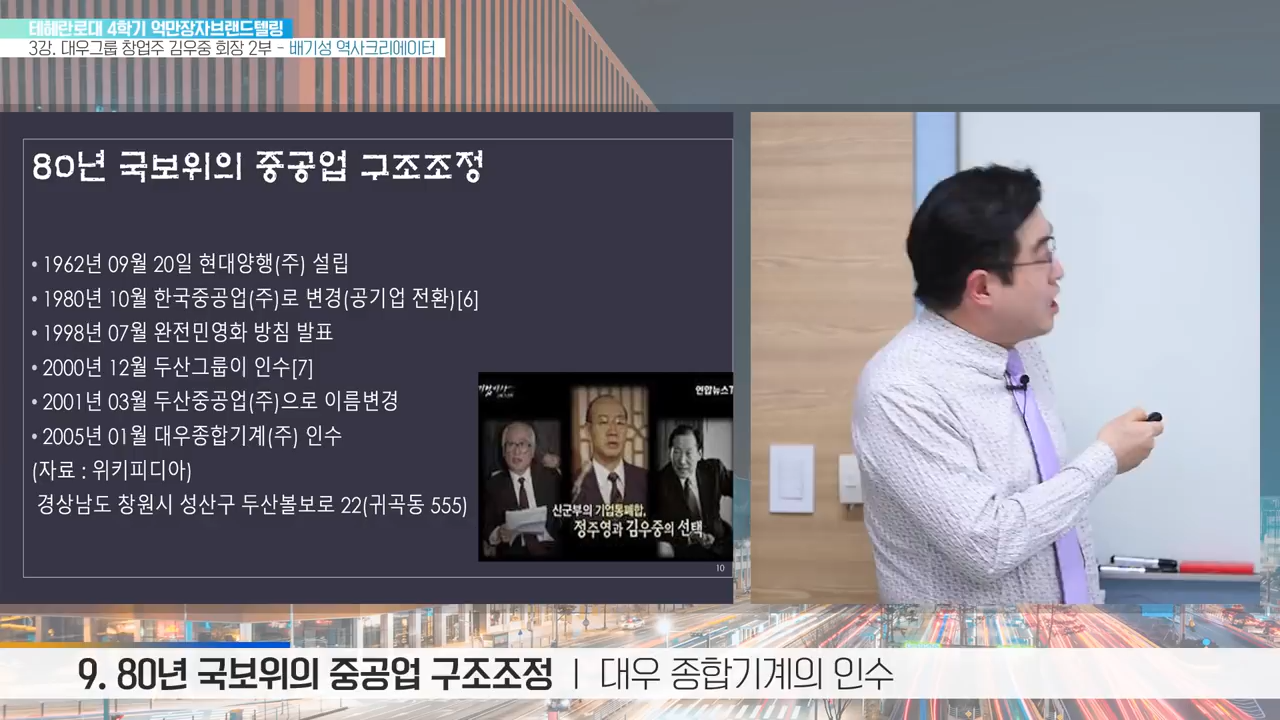 테헤란로대 4학기 억만장자브랜드텔링
3강. 대우그룹 창업주 김우중 회장 2부 - 배기성 역사크리에이터
80년 국보위의 중공업 구조조정
• 1962년 09월 20일 현대양행(주) 설립
• 1980년 10월 한국중공업(주)로 변경(공기업 전환)[6]
• 1998년 07월 완전민영화 방침 발표
• 2000년 12월 두산그룹이 인수[7]
• 2001년 03월 두산중공업(주)으로 이름변경
• 2005년 01월 대우종합기계(주) 인수
(자료 : 위키피디아)
경상남도 창원시 성산구 두산볼보로 22(귀곡동 555)
연합뉴스T
신군부의 기업통폐합,
정주영과 김우중의 선택
10
9. 80년 국보위의 중공업 구조조정 | 대우 종합기계의 인수